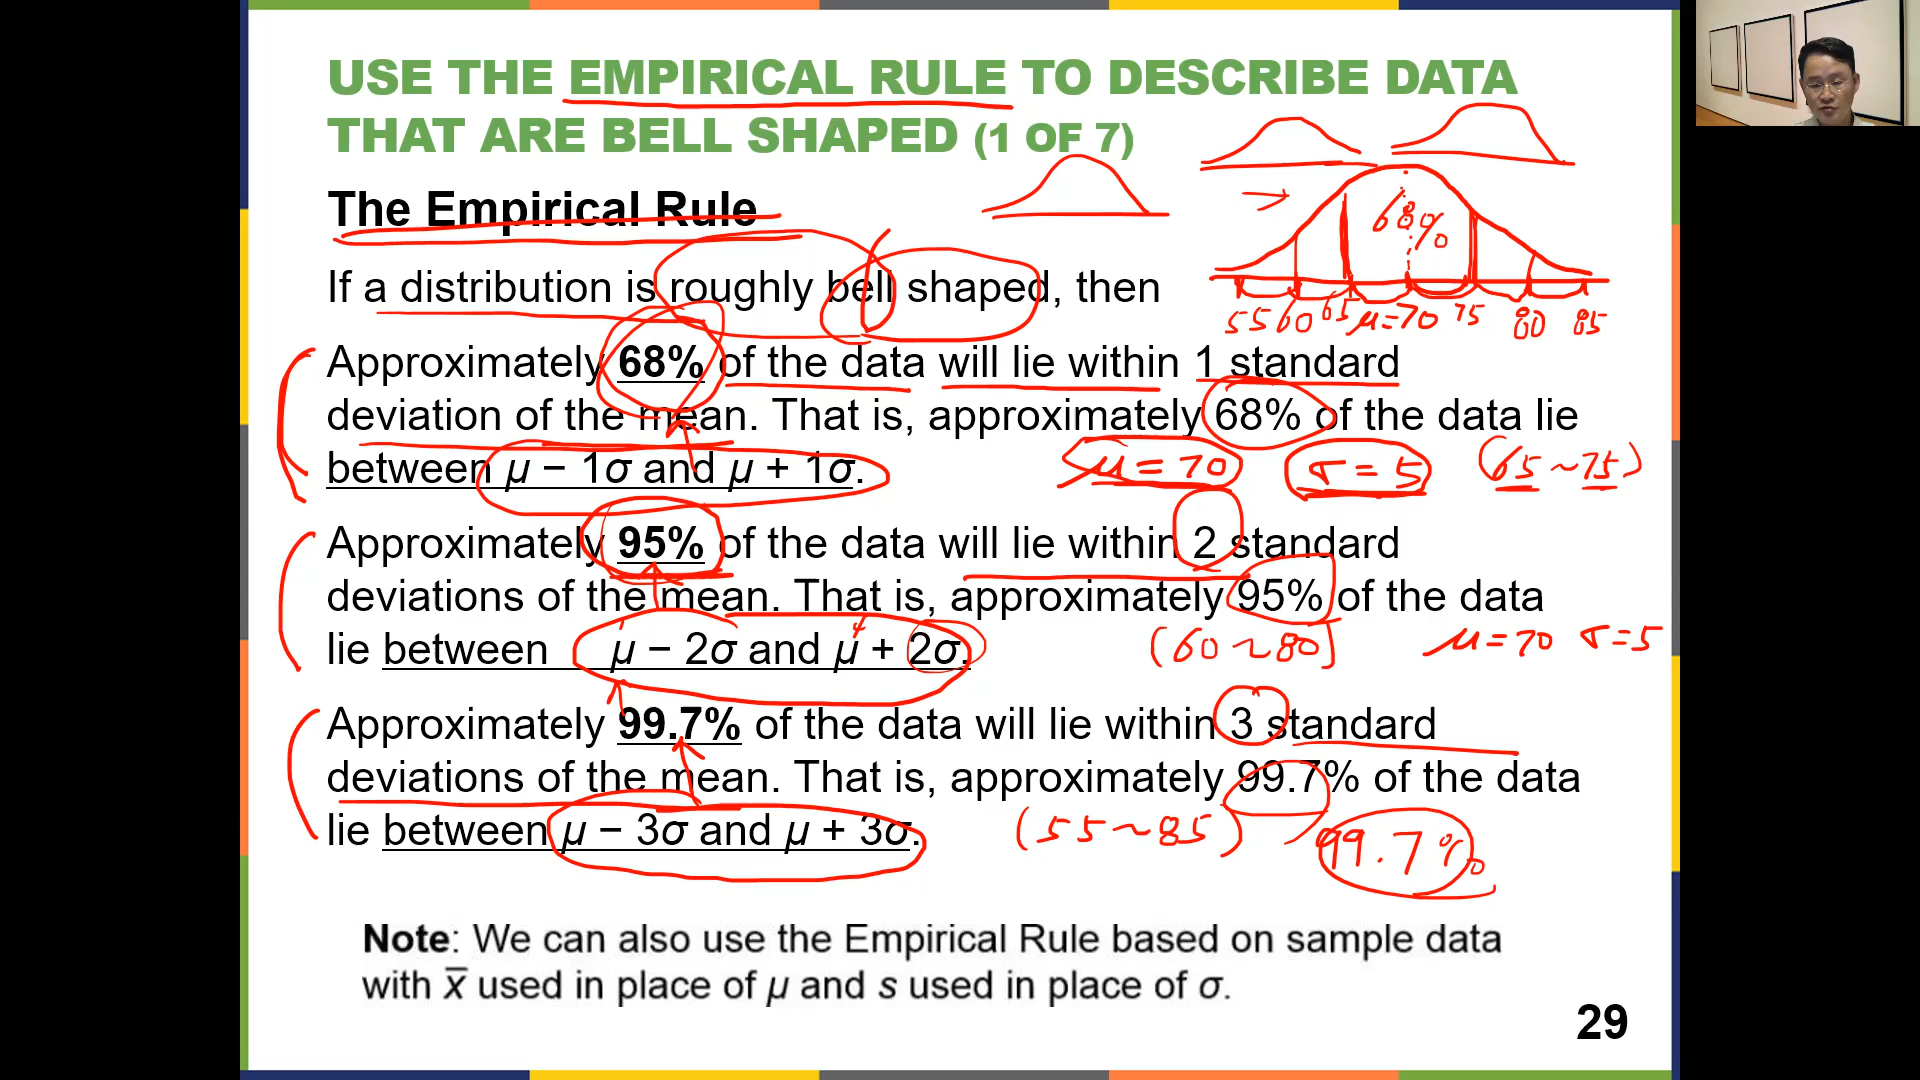 USE THE EMPIRICAL RULE TO DESCRIBE DATA
THAT ARE BELL SHAPED (1 OF 7)
The Empirical Rule
68%
If a distribution is roughly bell shaped, then
55 60 65 μ=70 75 80 85
Approximately 68% of the data will lie within 1 standard
deviation of the mean. That is, approximately 68% of the data lie
between μ − 1σ and μ + 1σ.
μ = 70 σ = 5 (65 ~ 75)
Approximately 95% of the data will lie within 2 standard
deviations of the mean. That is, approximately 95% of the data
lie between μ − 2σ and μ + 2σ.
(60 ~ 80) μ = 70 σ = 5
Approximately 99.7% of the data will lie within 3 standard
deviations of the mean. That is, approximately 99.7% of the data
lie between μ − 3σ and μ + 3σ.
(55 ~ 85) 99.7%
Note: We can also use the Empirical Rule based on sample data
with x̅ used in place of μ and s used in place of σ.
29